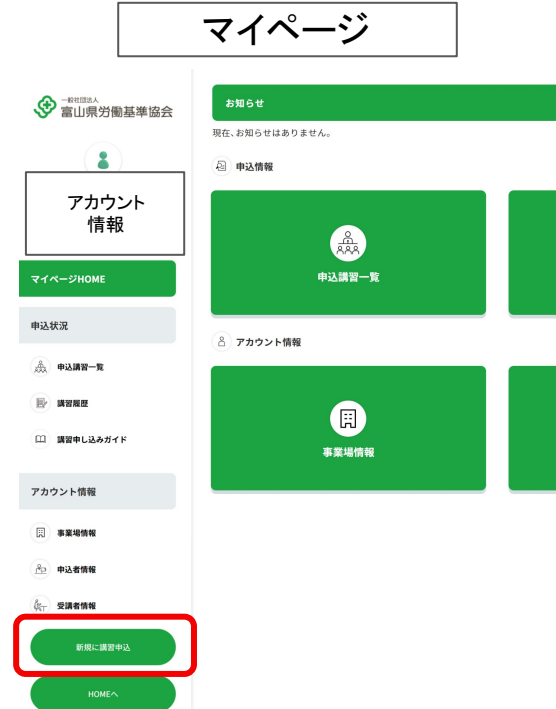 マイページ
一般社団法人
富山県労働基準協会
アカウント
情報
マイページHOME
申込状況
申込講習一覧
講習履歴
講習申し込みガイド
アカウント情報
事業場情報
申込者情報
受講者情報
新規に講習申込
HOMEへ
お知らせ
現在、お知らせはありません。
申込情報
申込講習一覧
アカウント情報
事業場情報